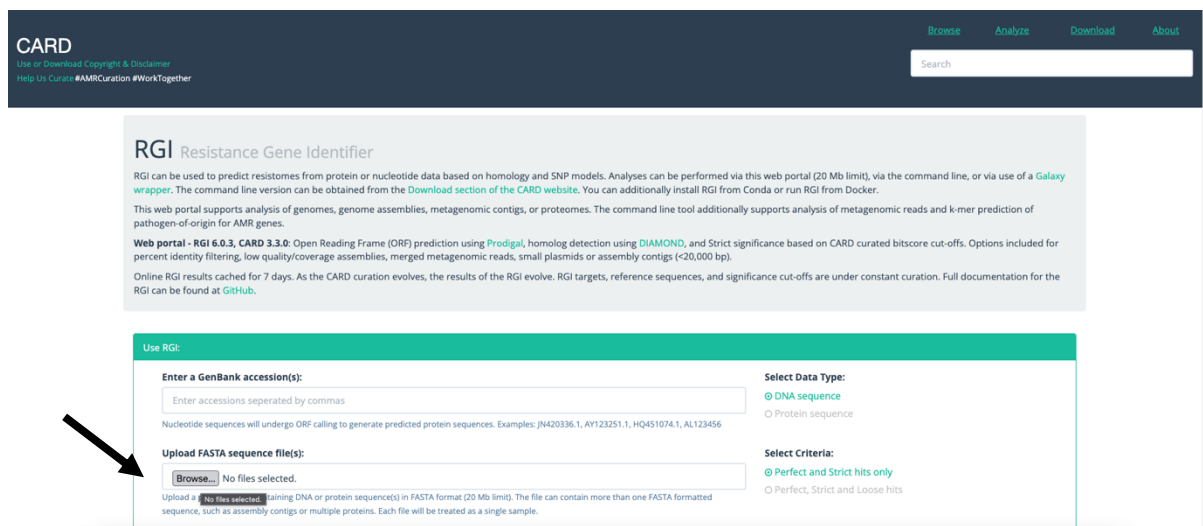 CARD
Use or Download Copyright & Disclaimer
Help Us Curate #AMRCuration #WorkTogether
Browse Analyze Download About
Search
RGI Resistance Gene Identifier
RGI can be used to predict resistomes from protein or nucleotide data based on homology and SNP models. Analyses can be performed via this web portal (20 Mb limit), via the command line, or via use of a Galaxy
wrapper. The command line version can be obtained from the Download section of the CARD website. You can additionally install RGI from Conda or run RGI from Docker.
This web portal supports analysis of genomes, genome assemblies, metagenomic contigs, or proteomes. The command line tool additionally supports analysis of metagenomic reads and k-mer prediction of
pathogen-of-origin for AMR genes.
Web portal - RGI 6.0.3, CARD 3.3.0: Open Reading Frame (ORF) prediction using Prodigal, homolog detection using DIAMOND, and Strict significance based on CARD curated bitscore cut-offs. Options included for
percent identity filtering, low quality/coverage assemblies, merged metagenomic reads, small plasmids or assembly contigs (<20,000 bp).
Online RGI results cached for 7 days. As the CARD curation evolves, the results of the RGI evolve. RGI targets, reference sequences, and significance cut-offs are under constant curation. Full documentation for the
RGI can be found at GitHub.
Use RGI:
Enter a GenBank accession(s):
Enter accessions seperated by commas
Nucleotide sequences will undergo ORF calling to generate predicted protein sequences. Examples: JN420336.1, AY123251.1, HQ451074.1, AL123456
Select Data Type:
DNA sequence
Protein sequence
Upload FASTA sequence file(s):
Browse... No files selected.
No files selected.
Upload a taining DNA or protein sequence(s) in FASTA format (20 Mb limit). The file can contain more than one FASTA formatted
sequence, such as assembly contigs or multiple proteins. Each file will be treated as a single sample.
Select Criteria:
Perfect and Strict hits only
Perfect, Strict and Loose hits